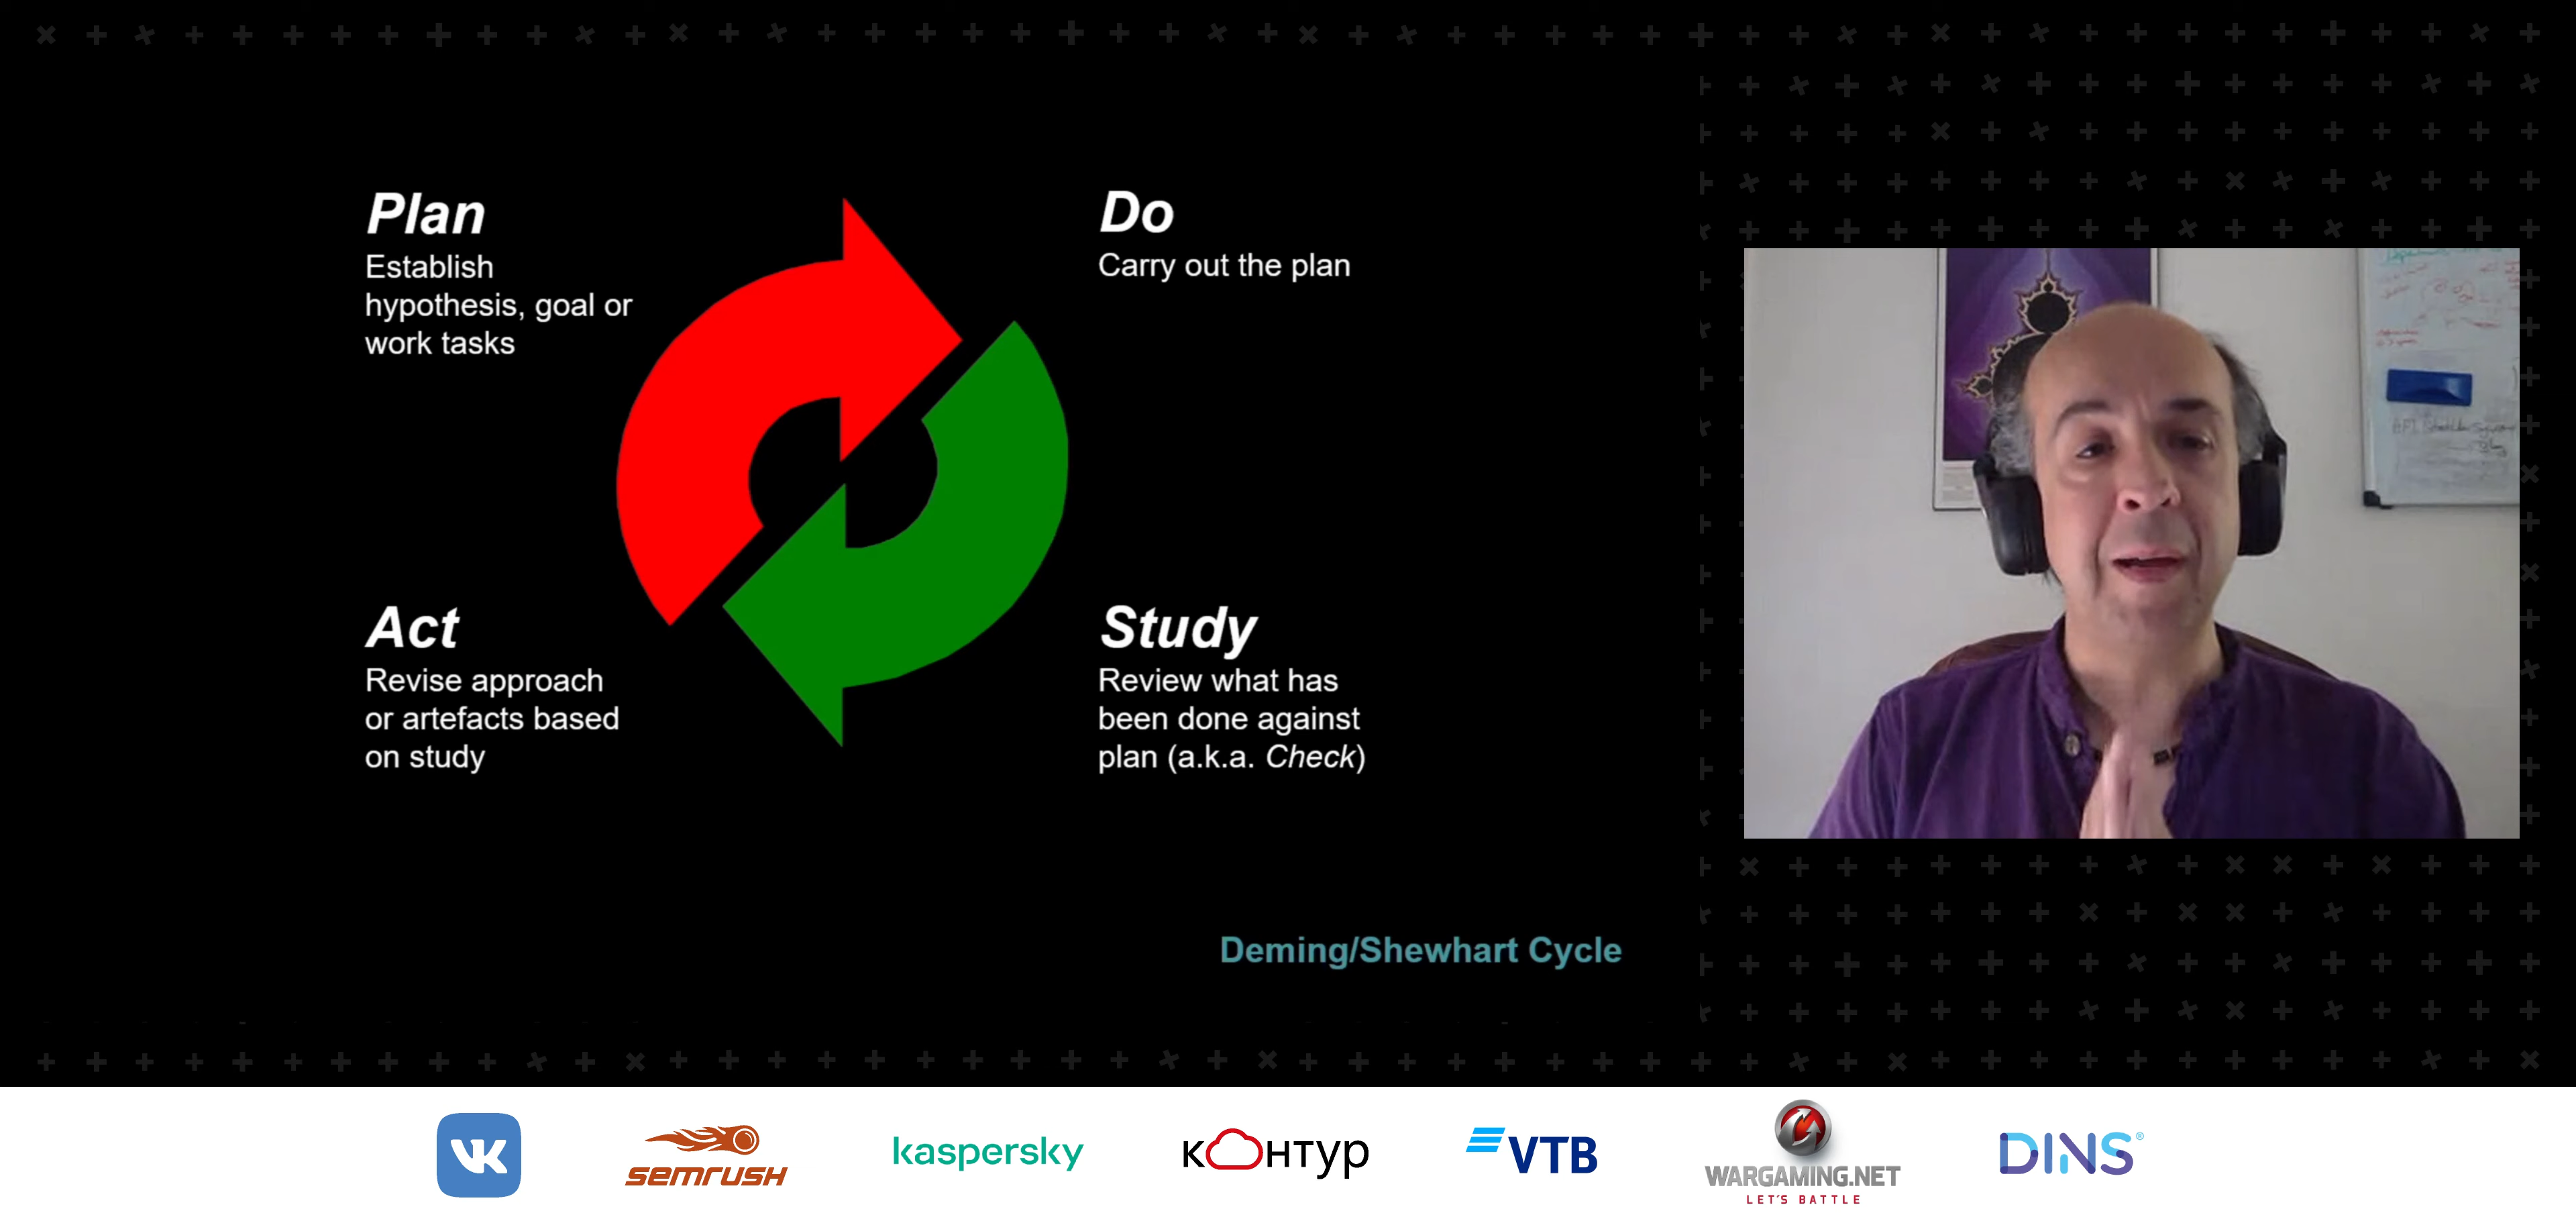 Plan
Establish
hypothesis, goal or
work tasks
Do
Carry out the plan
Act
Revise approach
or artefacts based
on study
Study
Review what has
been done against
plan (a.k.a. Check)
Deming/Shewhart Cycle
VK
SEMRUSH
kaspersky
контур
VTB
WARGAMING.NET
LET'S BATTLE
DINS®